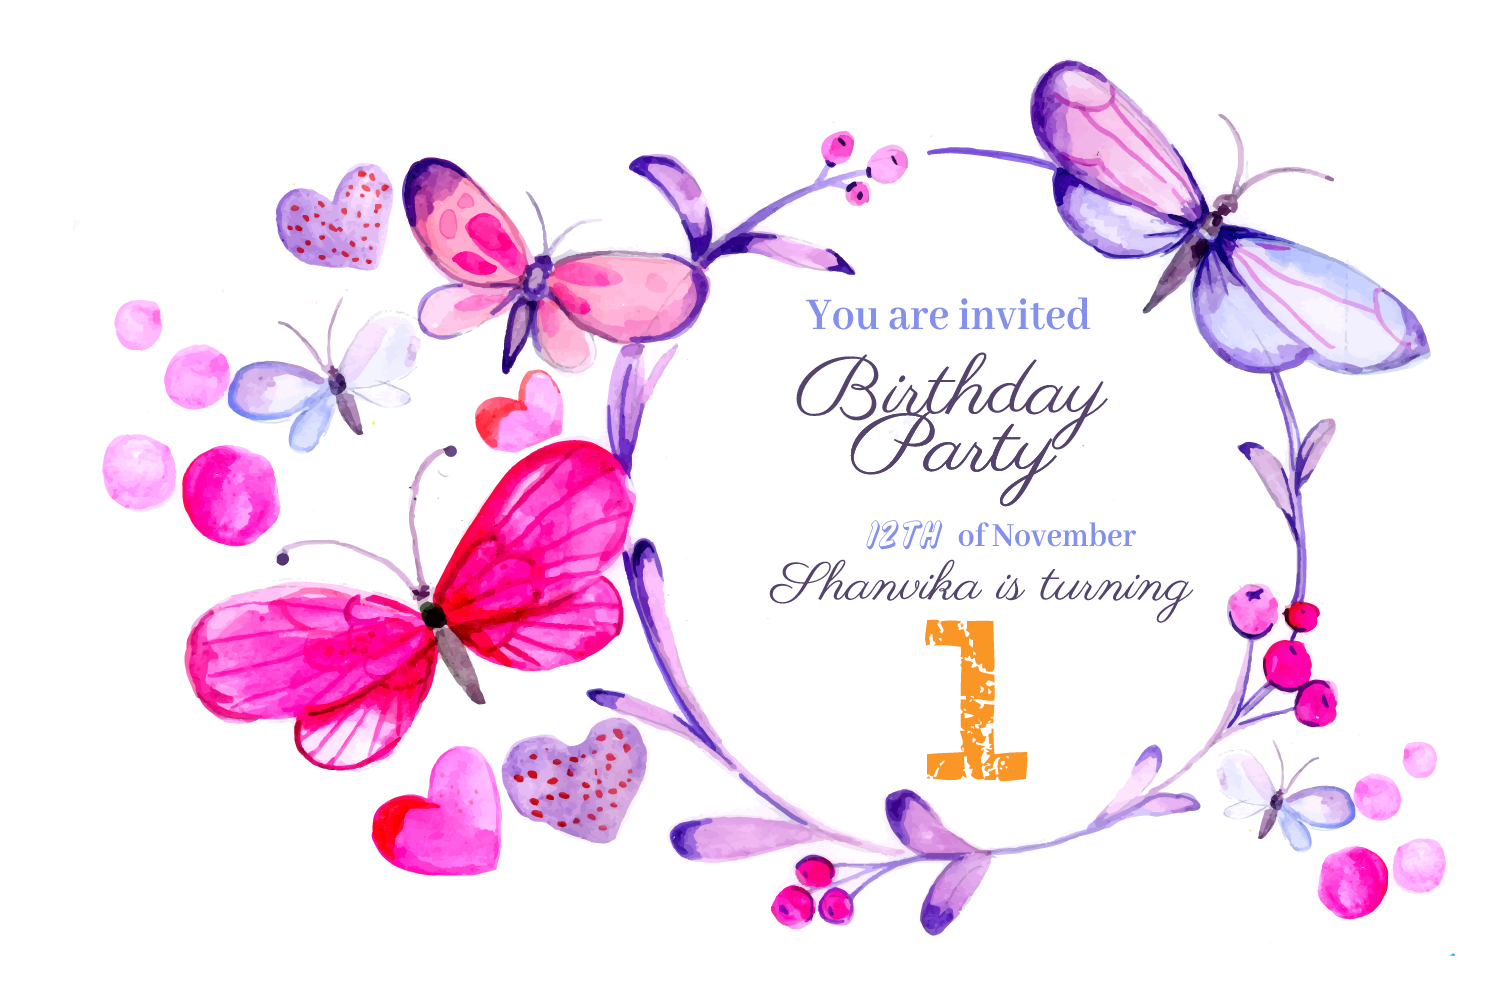 You are invited
Birthday
Party
12TH of November
Shanvika is turning
1